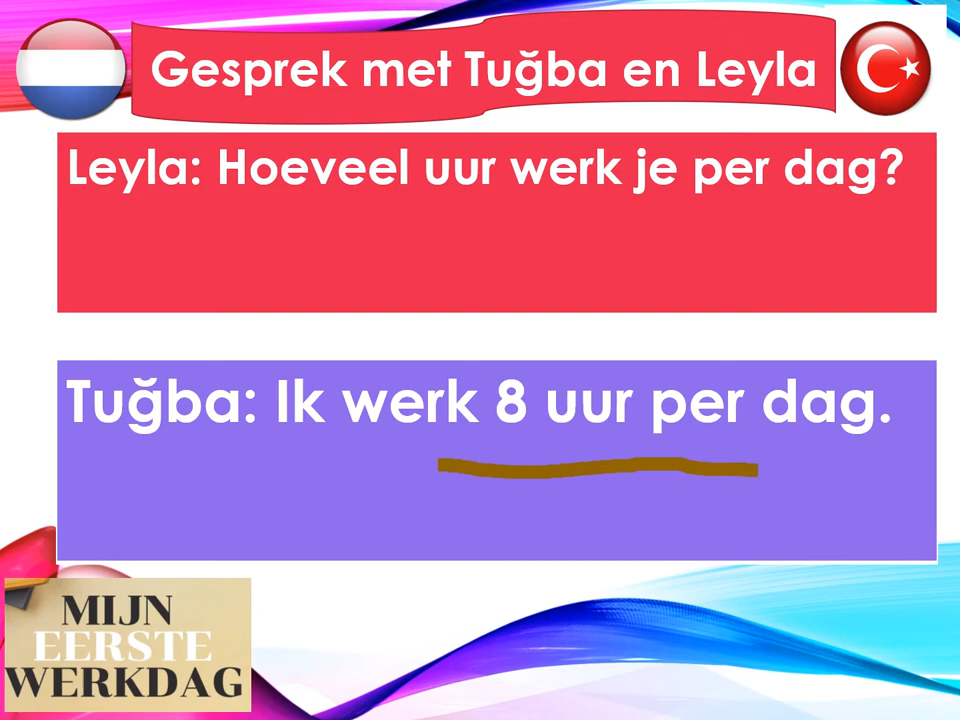 Gesprek met Tuğba en Leyla
Leyla: Hoeveel uur werk je per dag?
Tuğba: Ik werk 8 uur per dag.
MIJN
EERSTE
WERKDAG